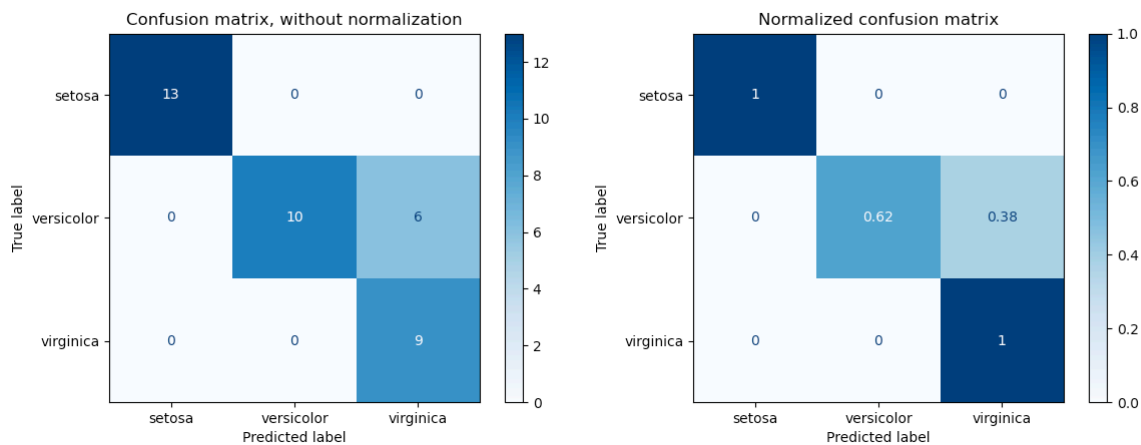 Confusion matrix, without normalization
setosa 13 0 0
versicolor 0 10 6
virginica 0 0 9
setosa versicolor virginica
True label
Predicted label
12
10
8
6
4
2
0
Normalized confusion matrix
setosa 1 0 0
versicolor 0 0.62 0.38
virginica 0 0 1
setosa versicolor virginica
True label
Predicted label
1.0
0.8
0.6
0.4
0.2
0.0